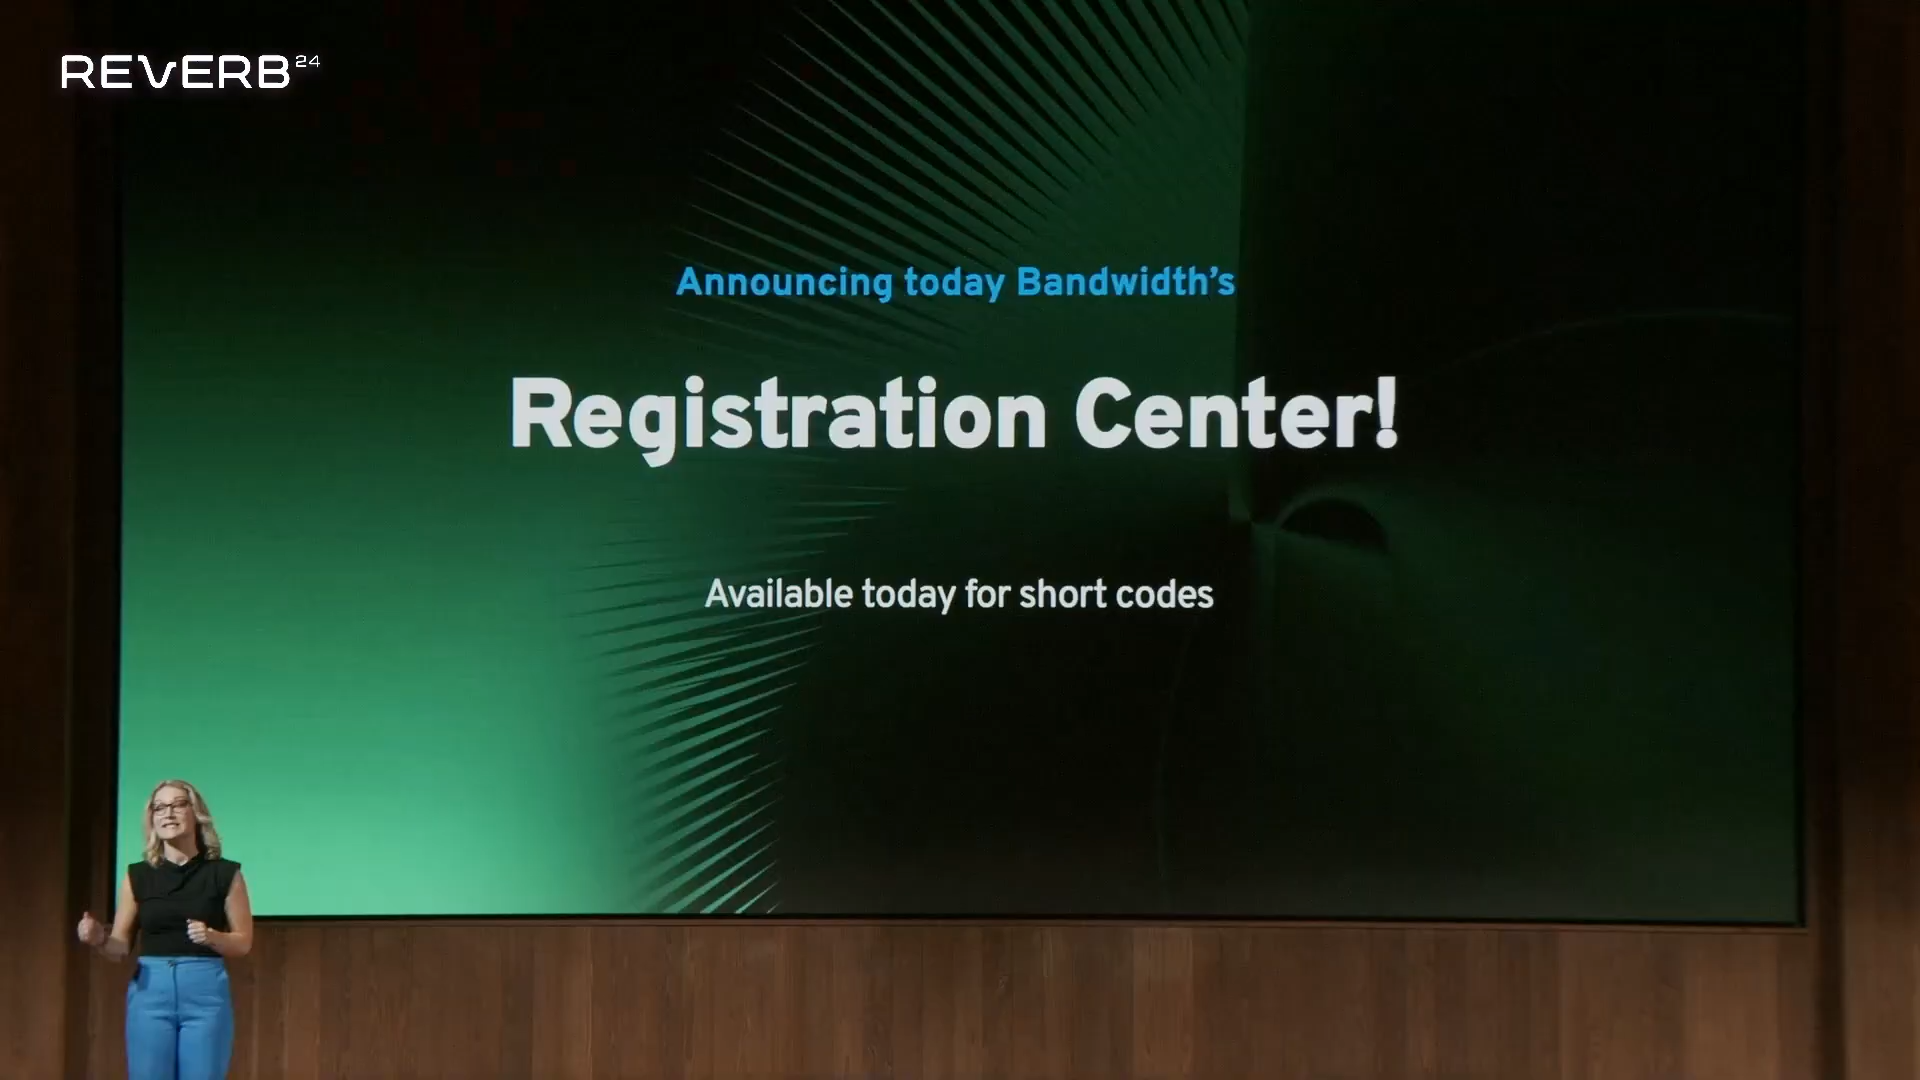 REVERB24
Announcing today Bandwidth's
Registration Center!
Available today for short codes